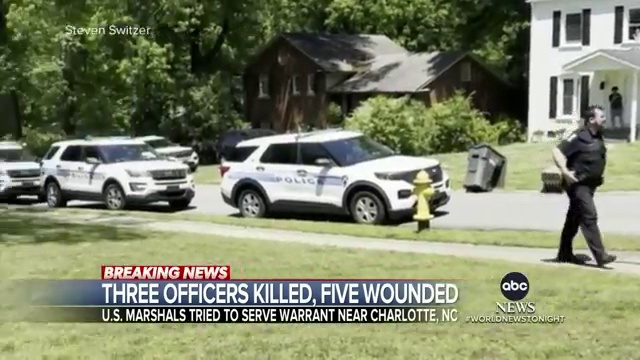 Steven Switzer
POLICE
POLICE
BREAKING NEWS
THREE OFFICERS KILLED, FIVE WOUNDED
U.S. MARSHALS TRIED TO SERVE WARRANT NEAR CHARLOTTE, NC
abc
NEWS
#WORLDNEWSTONIGHT